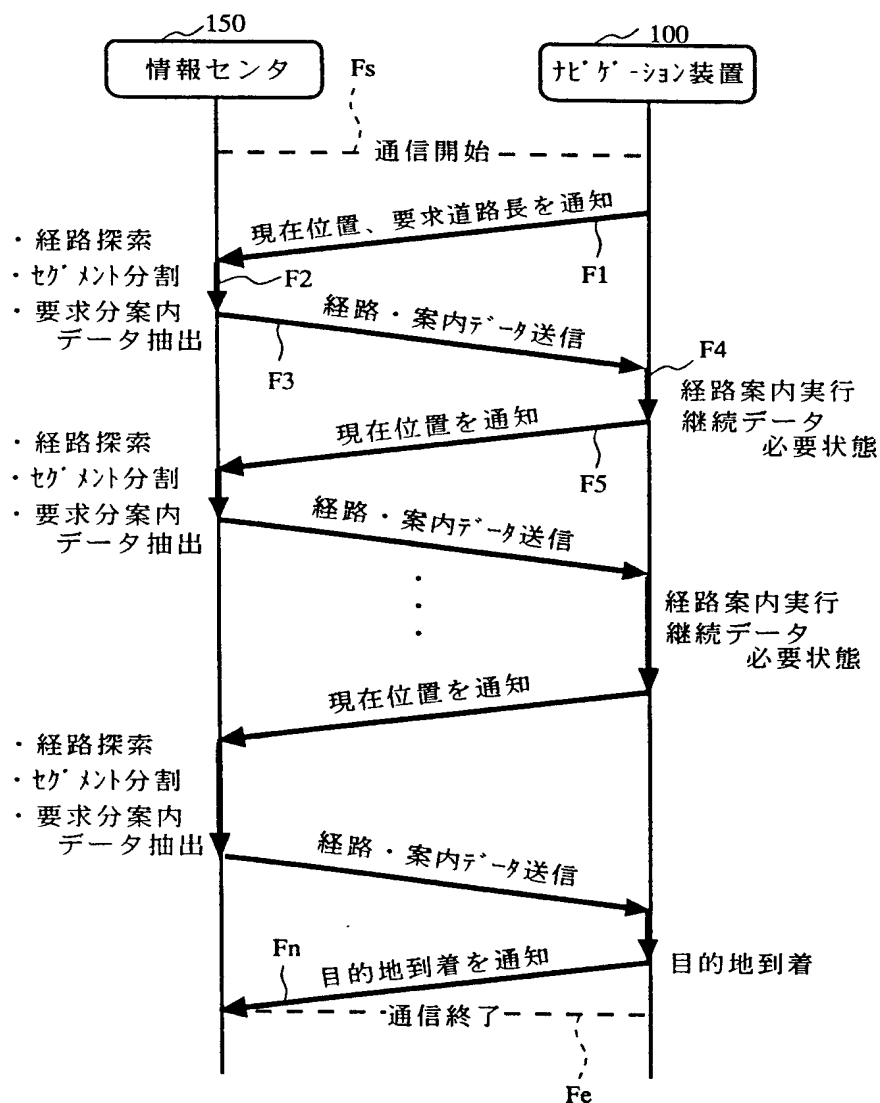 150
100
情報センタ
ﾅﾋﾞｹﾞｰｼｮﾝ装置
Fs
通信開始
現在位置、要求道路長を通知
F1
・経路探索
・ｾｸﾞﾒﾝﾄ分割
・要求分案内
データ抽出
F2
経路・案内ﾃﾞｰﾀ送信
F3
F4
経路案内実行
継続データ
必要状態
現在位置を通知
F5
・経路探索
・ｾｸﾞﾒﾝﾄ分割
・要求分案内
データ抽出
経路・案内ﾃﾞｰﾀ送信
・
・
・
経路案内実行
継続データ
必要状態
現在位置を通知
・経路探索
・ｾｸﾞﾒﾝﾄ分割
・要求分案内
データ抽出
経路・案内ﾃﾞｰﾀ送信
Fn
目的地到着を通知
目的地到着
通信終了
Fe